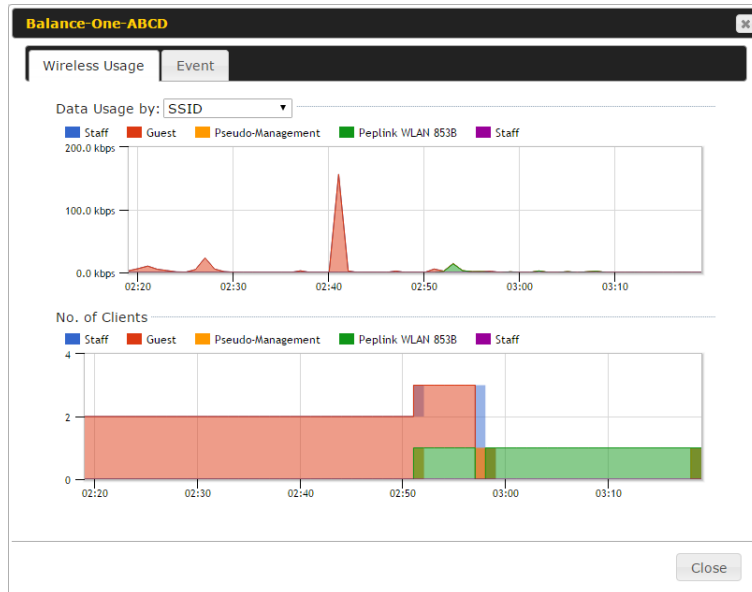 Balance-One-ABCD
Wireless Usage Event
Data Usage by: SSID
Staff Guest Pseudo-Management Peplink WLAN 853B Staff
200.0 kbps
100.0 kbps
0.0 kbps
02:20 02:30 02:40 02:50 03:00 03:10
No. of Clients
Staff Guest Pseudo-Management Peplink WLAN 853B Staff
4
2
0
02:20 02:30 02:40 02:50 03:00 03:10
Close